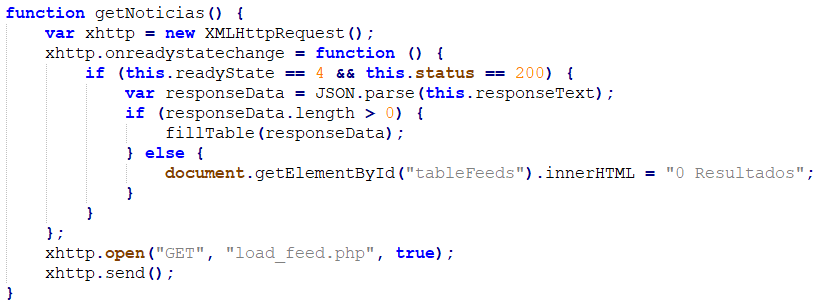 function getNoticias() {
    var xhttp = new XMLHttpRequest();
    xhttp.onreadystatechange = function () {
        if (this.readyState == 4 && this.status == 200) {
            var responseData = JSON.parse(this.responseText);
            if (responseData.length > 0) {
                fillTable(responseData);
            } else {
                document.getElementById("tableFeeds").innerHTML = "0 Resultados";
            }
        }
    };
    xhttp.open("GET", "load_feed.php", true);
    xhttp.send();
}